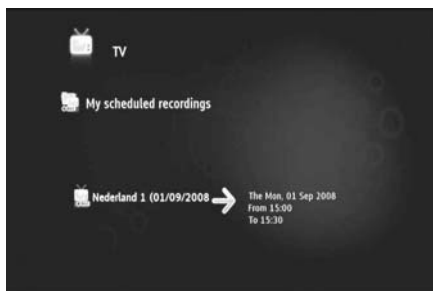 TV
My scheduled recordings
Nederland 1 (01/09/2008
The Mon, 01 Sep 2008
From 15:00
To 15:30